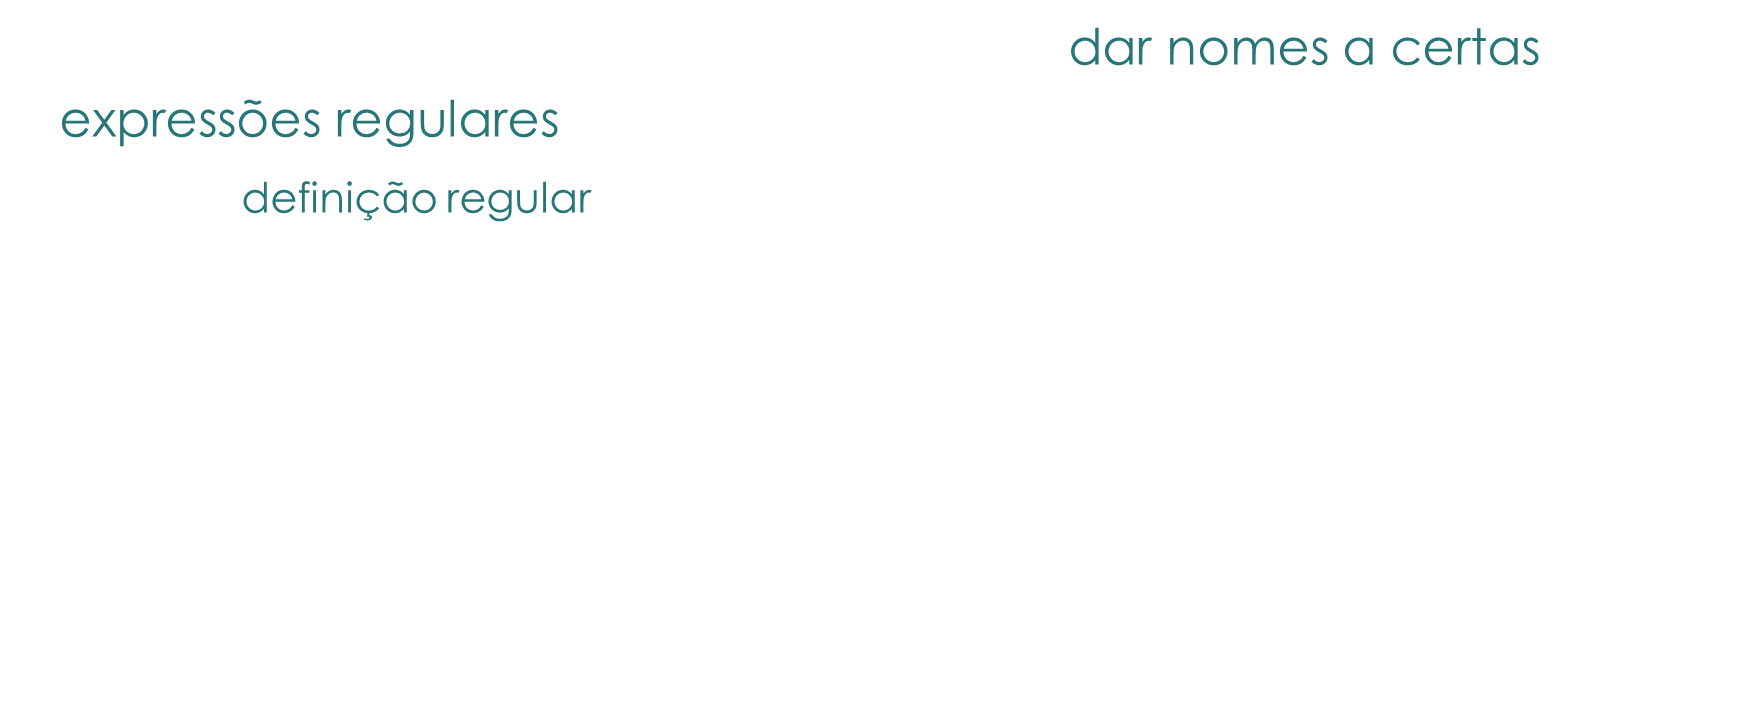 dar nomes a certas
expressões regulares
definição regular